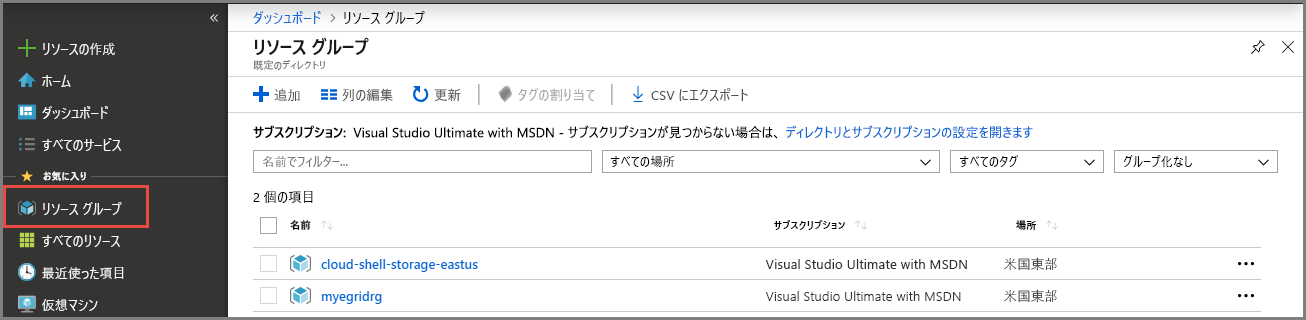 «
リソースの作成
ホーム
ダッシュボード
すべてのサービス
お気に入り
リソース グループ
すべてのリソース
最近使った項目
仮想マシン
ダッシュボード > リソース グループ
リソース グループ
既定のディレクトリ
追加 列の編集 更新 タグの割り当て CSV にエクスポート
サブスクリプション: Visual Studio Ultimate with MSDN - サブスクリプションが見つからない場合は、ディレクトリとサブスクリプションの設定を開きます
名前でフィルター... すべての場所 すべてのタグ グループ化なし
2 個の項目
名前 サブスクリプション 場所
cloud-shell-storage-eastus Visual Studio Ultimate with MSDN 米国東部
myegridrg Visual Studio Ultimate with MSDN 米国東部